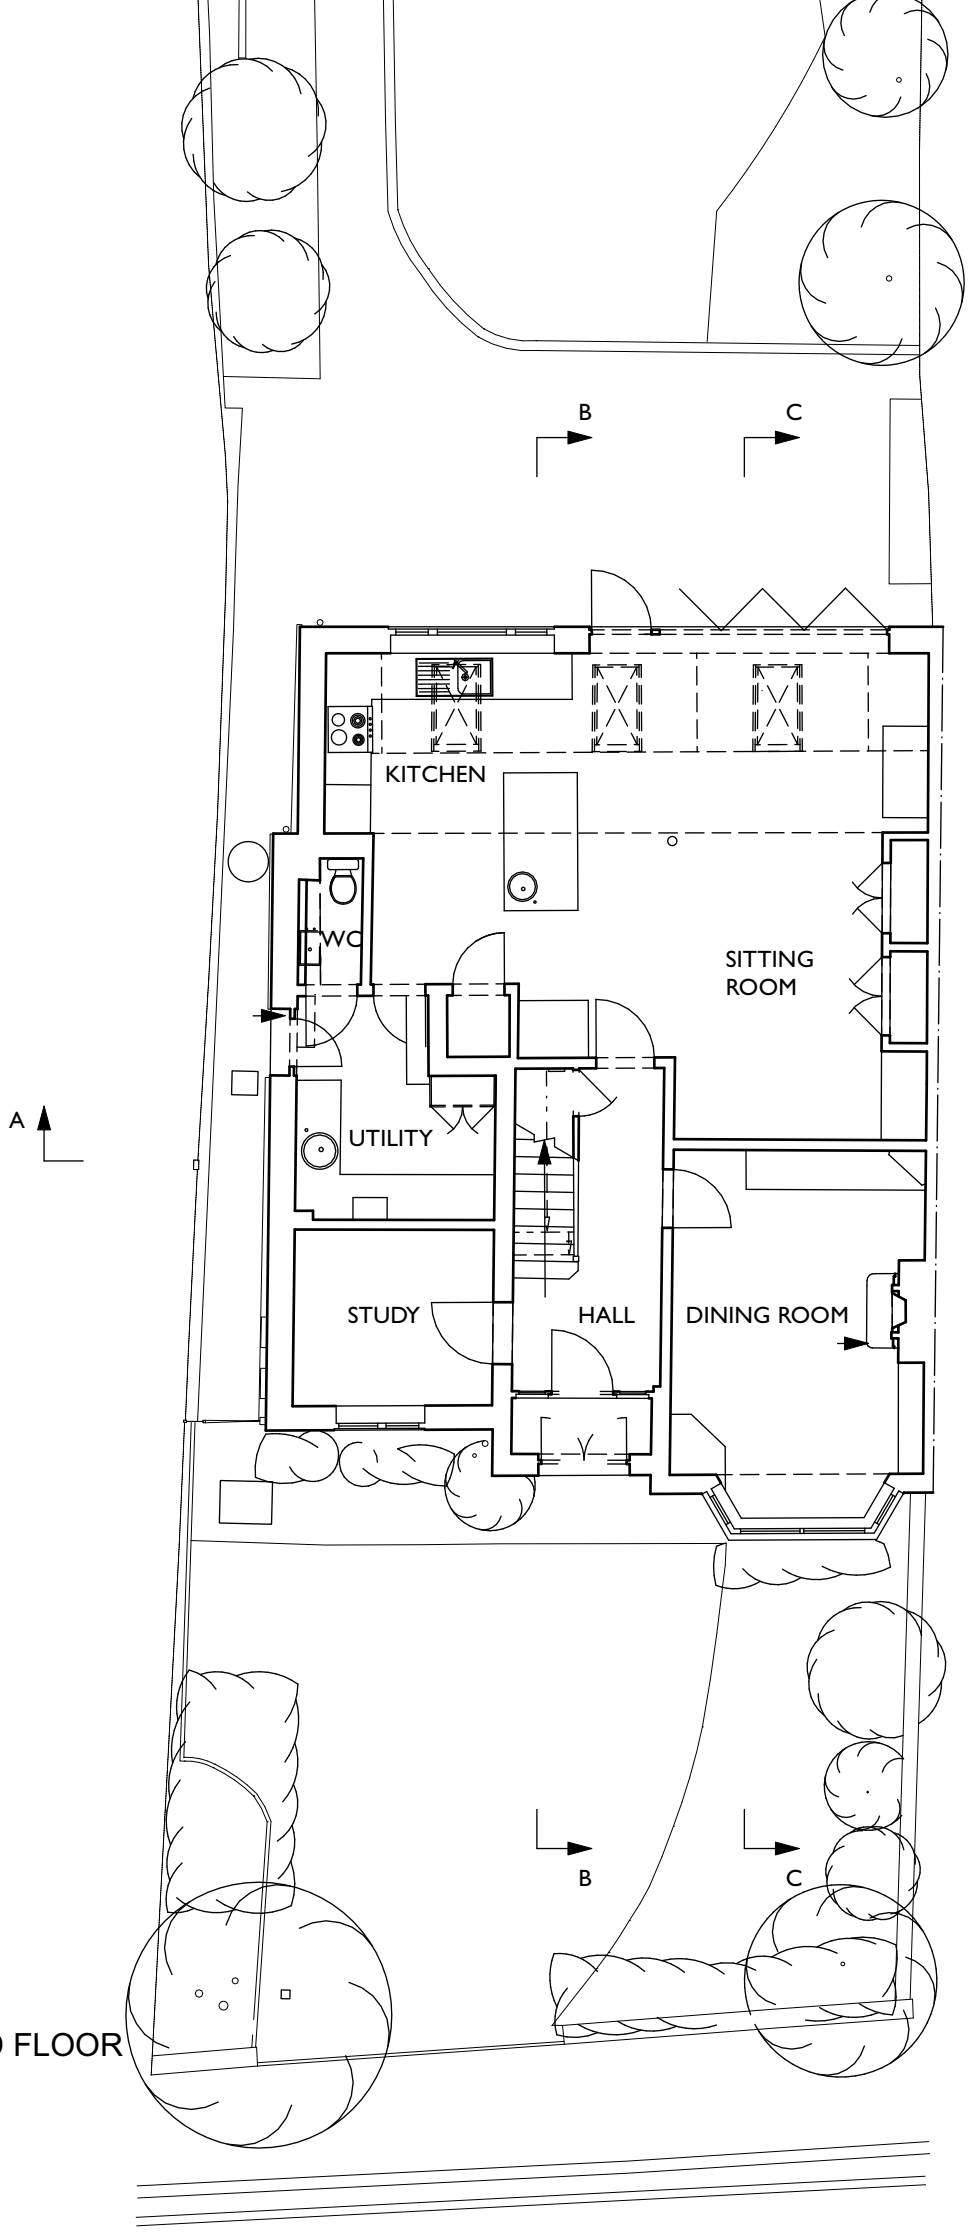 B
C
KITCHEN
WC
SITTING
ROOM
A
UTILITY
STUDY
HALL
DINING ROOM
B
C
FLOOR